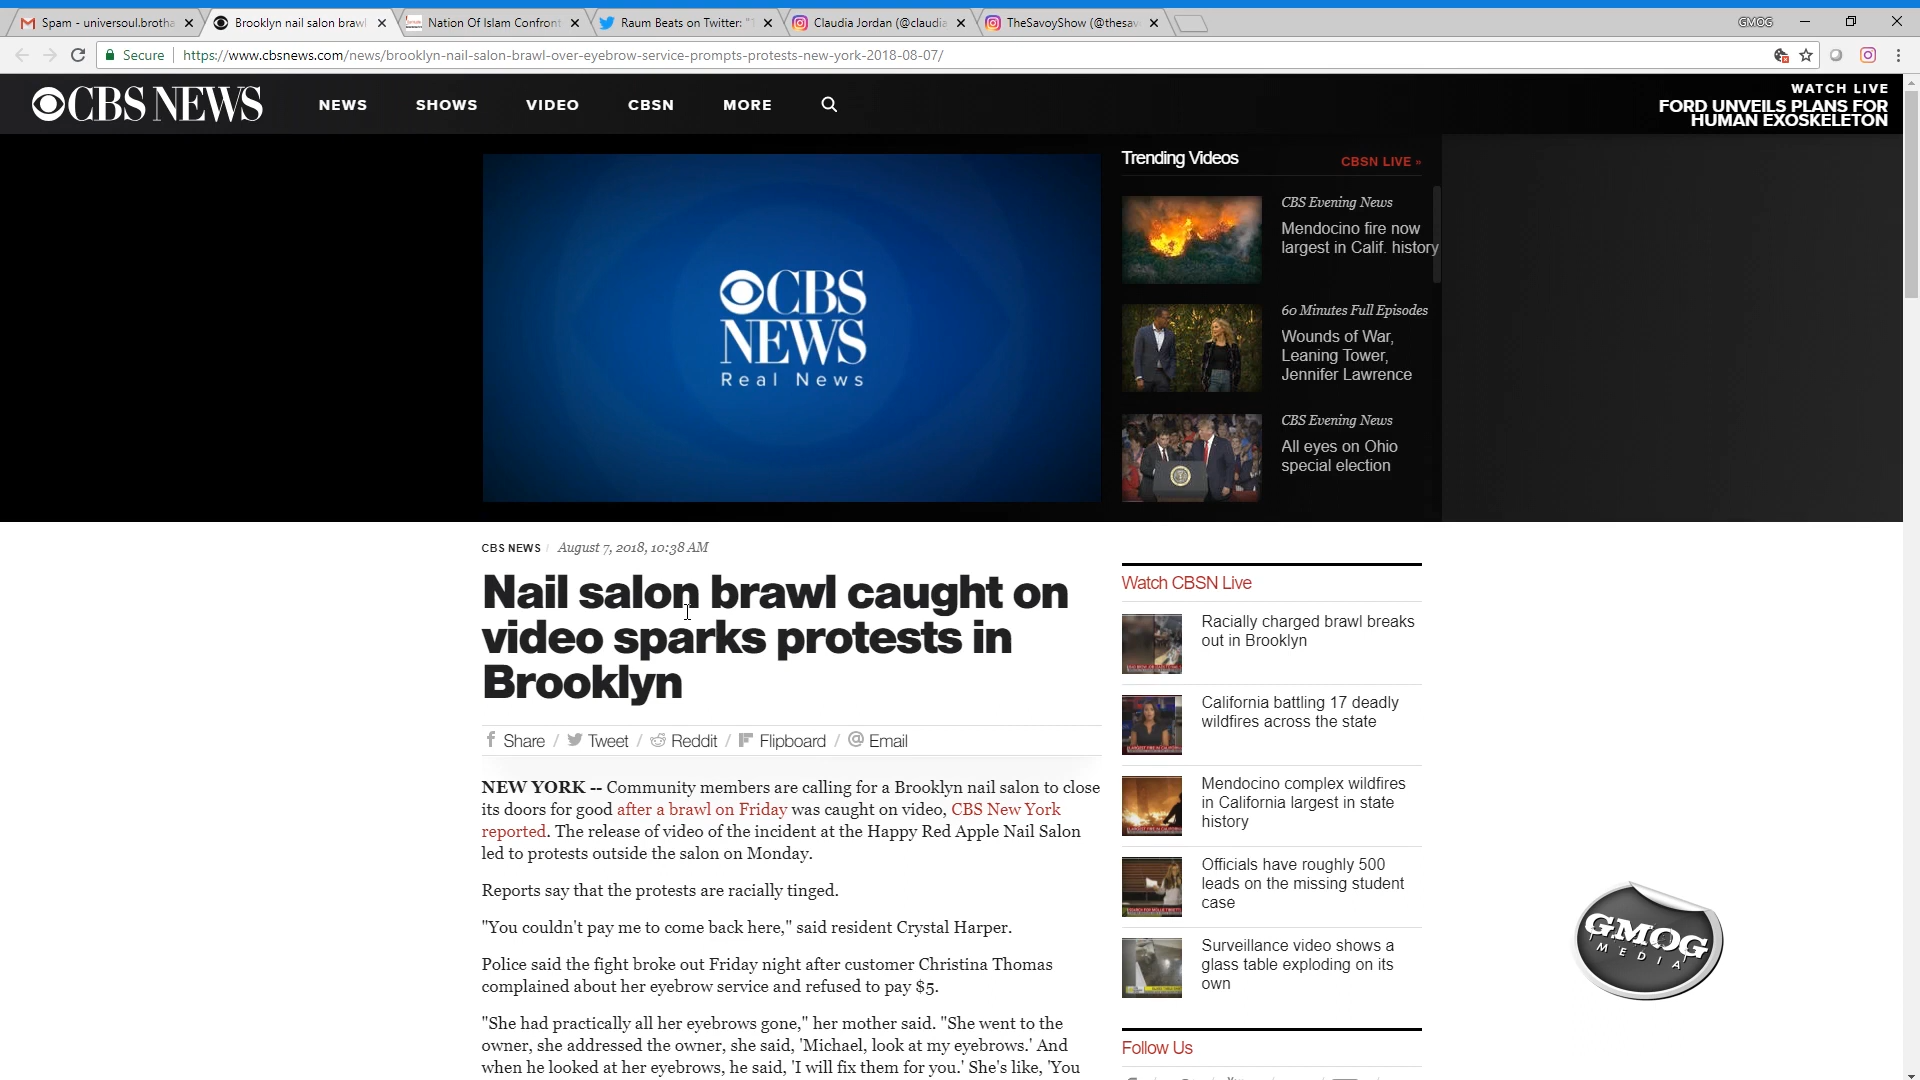 Spam - universoul.brotha
Brooklyn nail salon brawl
Nation Of Islam Confront
Raum Beats on Twitter: "T
Claudia Jordan (@claudia
TheSavoyShow (@thesav
GMOG
Secure
https://www.cbsnews.com/news/brooklyn-nail-salon-brawl-over-eyebrow-service-prompts-protests-new-york-2018-08-07/
CBS NEWS
NEWS
SHOWS
VIDEO
CBSN
MORE
WATCH LIVE
FORD UNVEILS PLANS FOR
HUMAN EXOSKELETON
CBS
NEWS
Real News
Trending Videos
CBSN LIVE »
CBS Evening News
Mendocino fire now
largest in Calif. history
60 Minutes Full Episodes
Wounds of War,
Leaning Tower,
Jennifer Lawrence
CBS Evening News
All eyes on Ohio
special election
CBS NEWS / August 7, 2018, 10:38 AM
Nail salon brawl caught on
video sparks protests in
Brooklyn
Share / Tweet / Reddit / Flipboard / Email
NEW YORK -- Community members are calling for a Brooklyn nail salon to close
its doors for good after a brawl on Friday was caught on video, CBS New York
reported. The release of video of the incident at the Happy Red Apple Nail Salon
led to protests outside the salon on Monday.
Reports say that the protests are racially tinged.
"You couldn't pay me to come back here," said resident Crystal Harper.
Police said the fight broke out Friday night after customer Christina Thomas
complained about her eyebrow service and refused to pay $5.
"She had practically all her eyebrows gone," her mother said. "She went to the
owner, she addressed the owner, she said, 'Michael, look at my eyebrows.' And
when he looked at her eyebrows, he said, 'I will fix them for you.' She's like, 'You
Watch CBSN Live
Racially charged brawl breaks
out in Brooklyn
California battling 17 deadly
wildfires across the state
Mendocino complex wildfires
in California largest in state
history
Officials have roughly 500
leads on the missing student
case
Surveillance video shows a
glass table exploding on its
own
Follow Us
GMOG
MEDIA